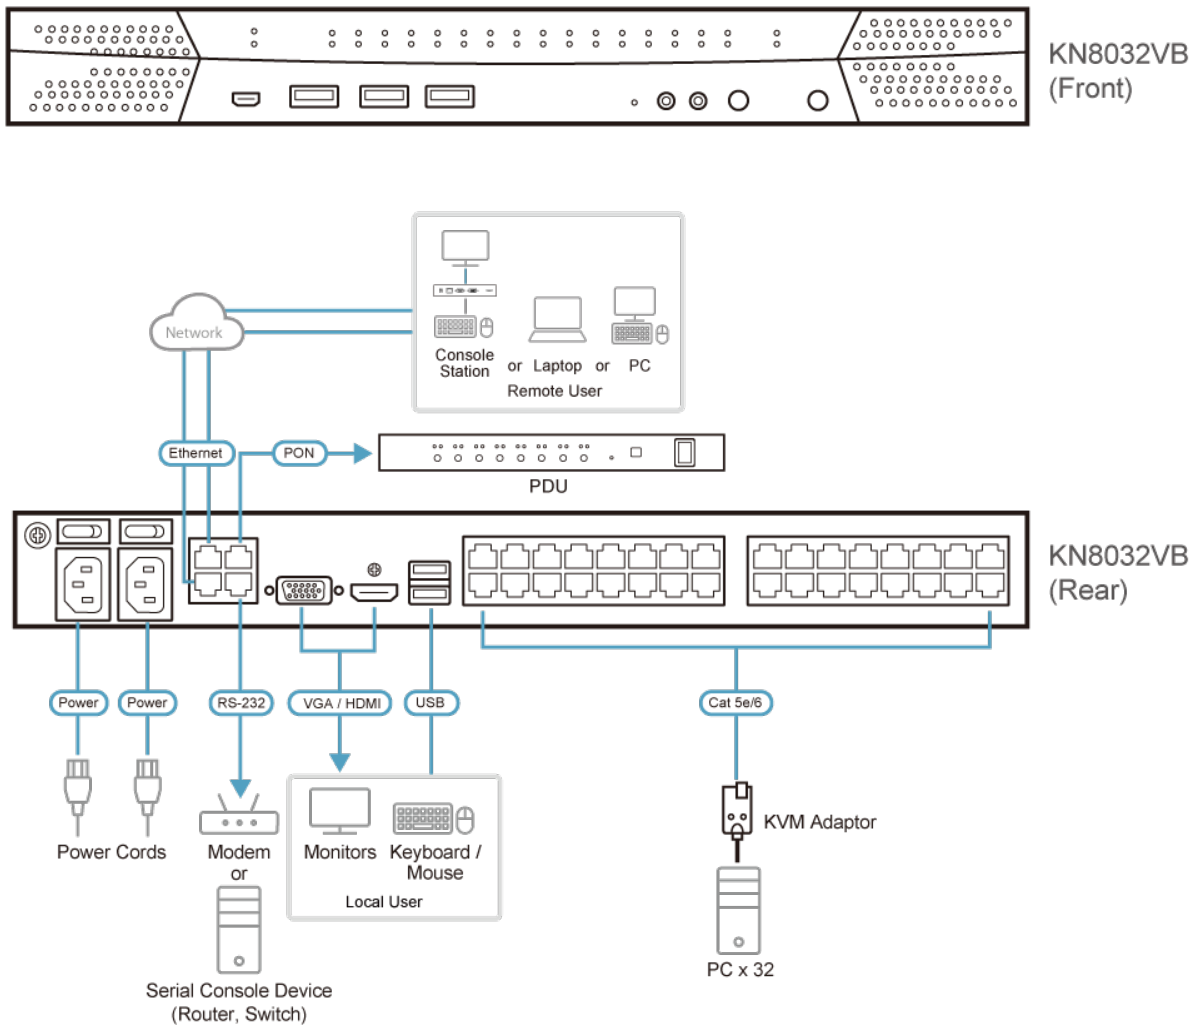 KN8032VB
(Front)
Network
Console
Station
or
Laptop
or
PC
Remote User
Ethernet
PON
PDU
KN8032VB
(Rear)
Power
Power
RS-232
VGA / HDMI
USB
Cat 5e/6
KVM Adaptor
Power Cords
Modem
or
Monitors
Keyboard /
Mouse
Local User
PC x 32
Serial Console Device
(Router, Switch)